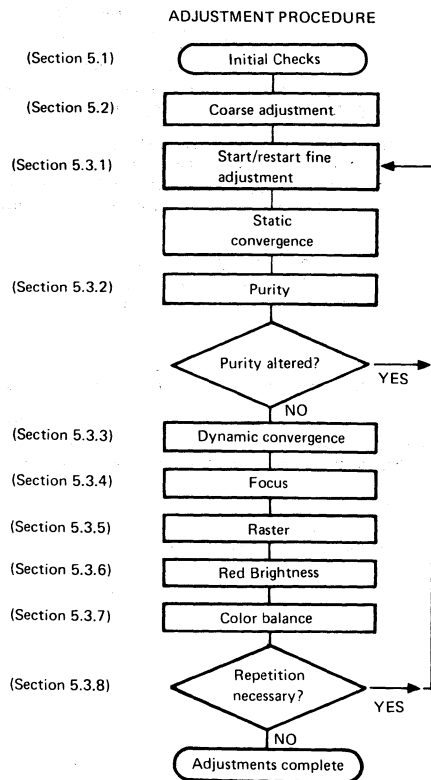 ADJUSTMENT PROCEDURE
(Section 5.1)
Initial Checks
(Section 5.2)
Coarse adjustment.
(Section 5.3.1)
Start/restart fine
adjustment
Static
convergence
(Section 5.3.2)
Purity
Purity altered?
YES
NO
(Section 5.3.3)
Dynamic convergence
(Section 5.3.4)
Focus
(Section 5.3.5)
Raster
(Section 5.3.6)
Red Brightness
(Section 5.3.7)
Color balance
(Section 5.3.8)
Repetition
necessary?
YES
NO
Adjustments complete